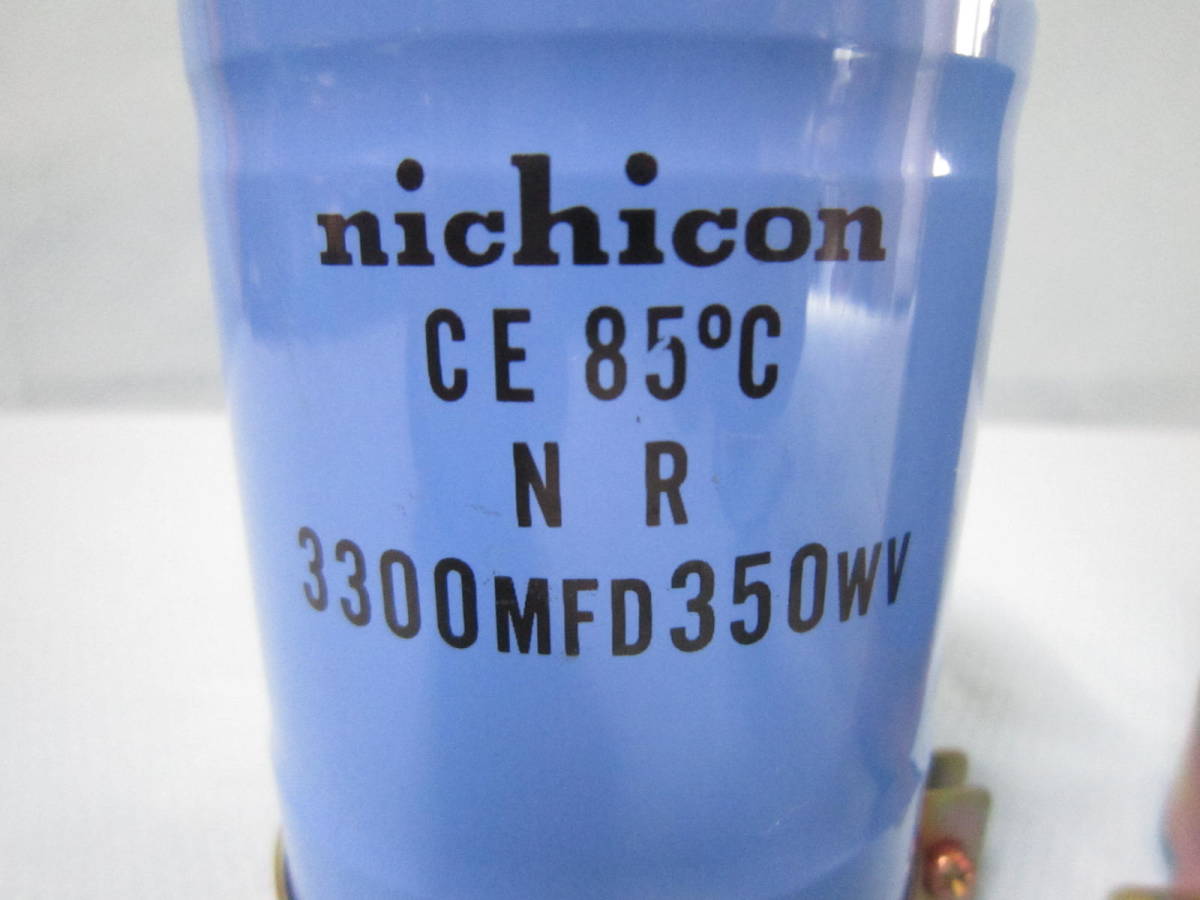 nichicon
CE 85°C
N R
3300MFD350WV